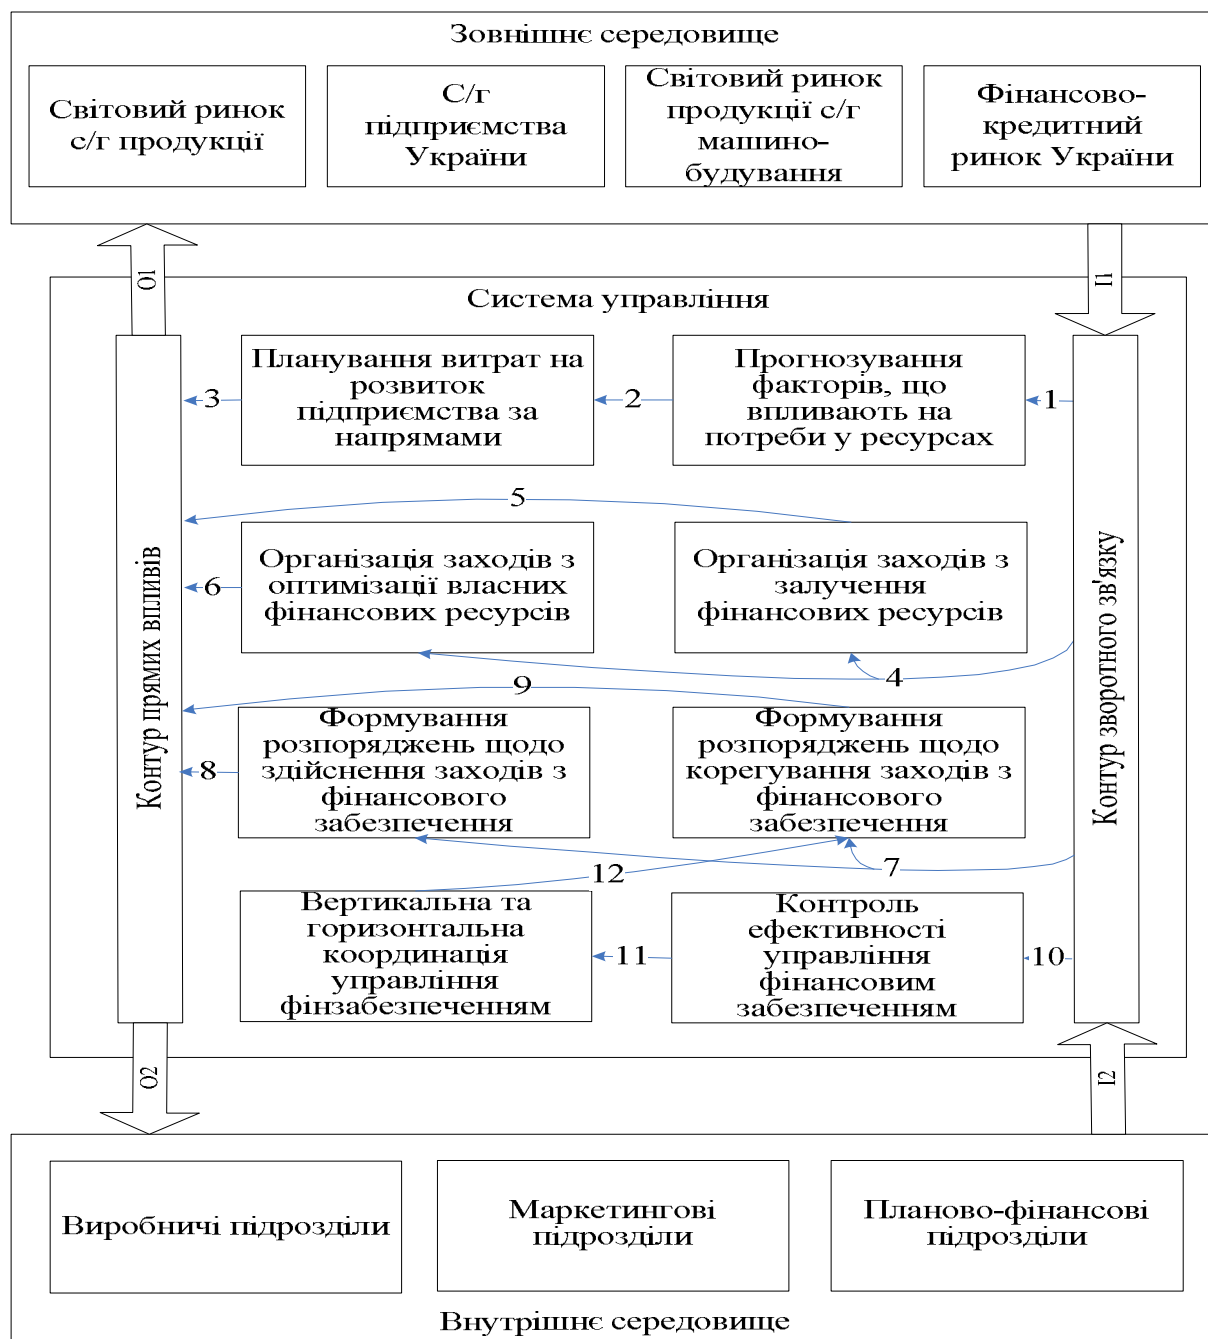 Зовнішнє середовище
Світовий ринок
с/г продукції
С/г
підприємства
України
Світовий ринок
продукції с/г
машино-
будування
Фінансово-
кредитний
ринок України
О1
І1
Система управління
Контур прямих впливів
Планування витрат на
розвиток
підприємства за
напрямами
Прогнозування
факторів, що
впливають на
потреби у ресурсах
Контур зворотного зв'язку
3
2
1
5
Організація заходів з
оптимізації власних
фінансових ресурсів
Організація заходів з
залучення
фінансових ресурсів
6
4
9
Формування
розпоряджень щодо
здійснення заходів з
фінансового
забезпечення
Формування
розпоряджень щодо
корегування заходів з
фінансового
забезпечення
8
7
12
Вертикальна та
горизонтальна
координація
управління
фінзабезпеченням
Контроль
ефективності
управління
фінансовим
забезпеченням
11
10
О2
І2
Виробничі підрозділи
Маркетингові
підрозділи
Планово-фінансові
підрозділи
Внутрішнє середовище